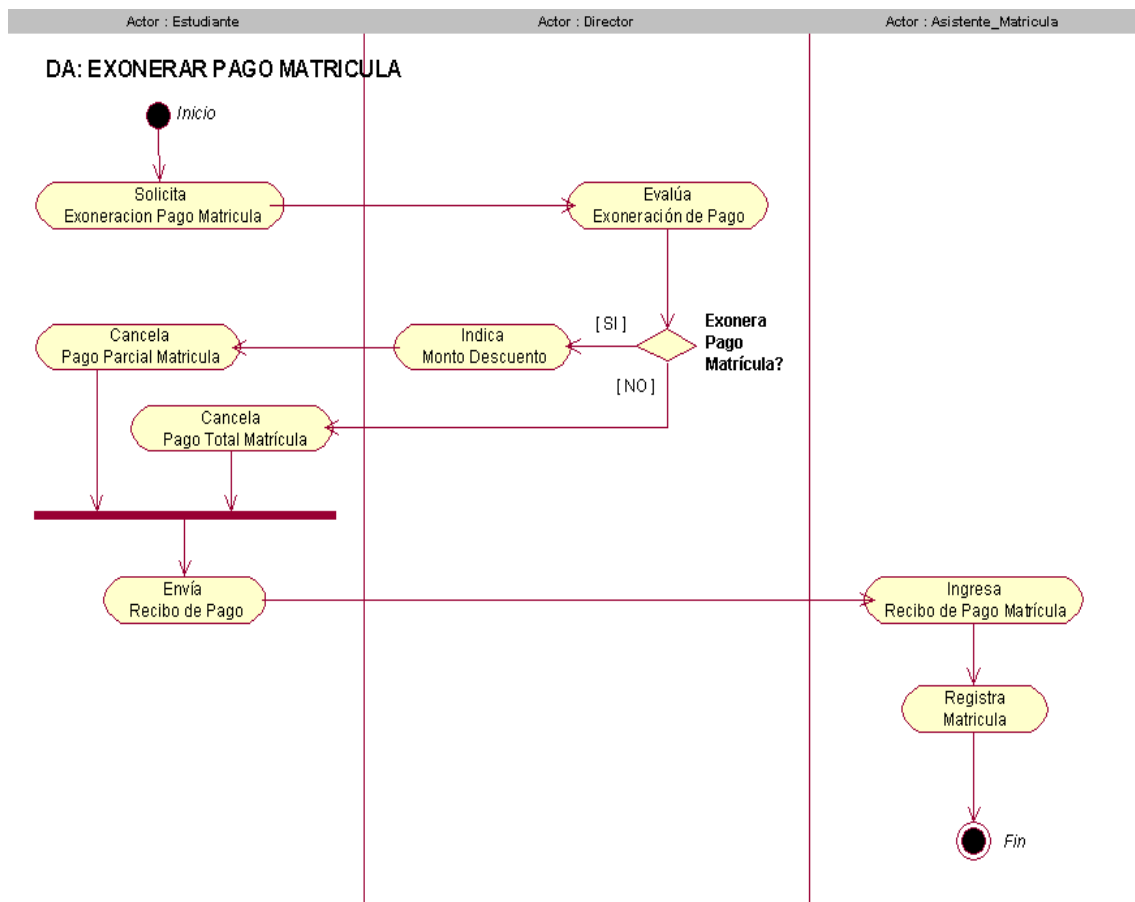 Actor : Estudiante
Actor : Director
Actor : Asistente_Matricula
DA: EXONERAR PAGO MATRICULA
Inicio
Solicita
Exoneracion Pago Matricula
Evalúa
Exoneración de Pago
Exonera
Pago
Matrícula?
[ SI ]
[ NO ]
Indica
Monto Descuento
Cancela
Pago Parcial Matricula
Cancela
Pago Total Matrícula
Envía
Recibo de Pago
Ingresa
Recibo de Pago Matrícula
Registra
Matricula
Fin